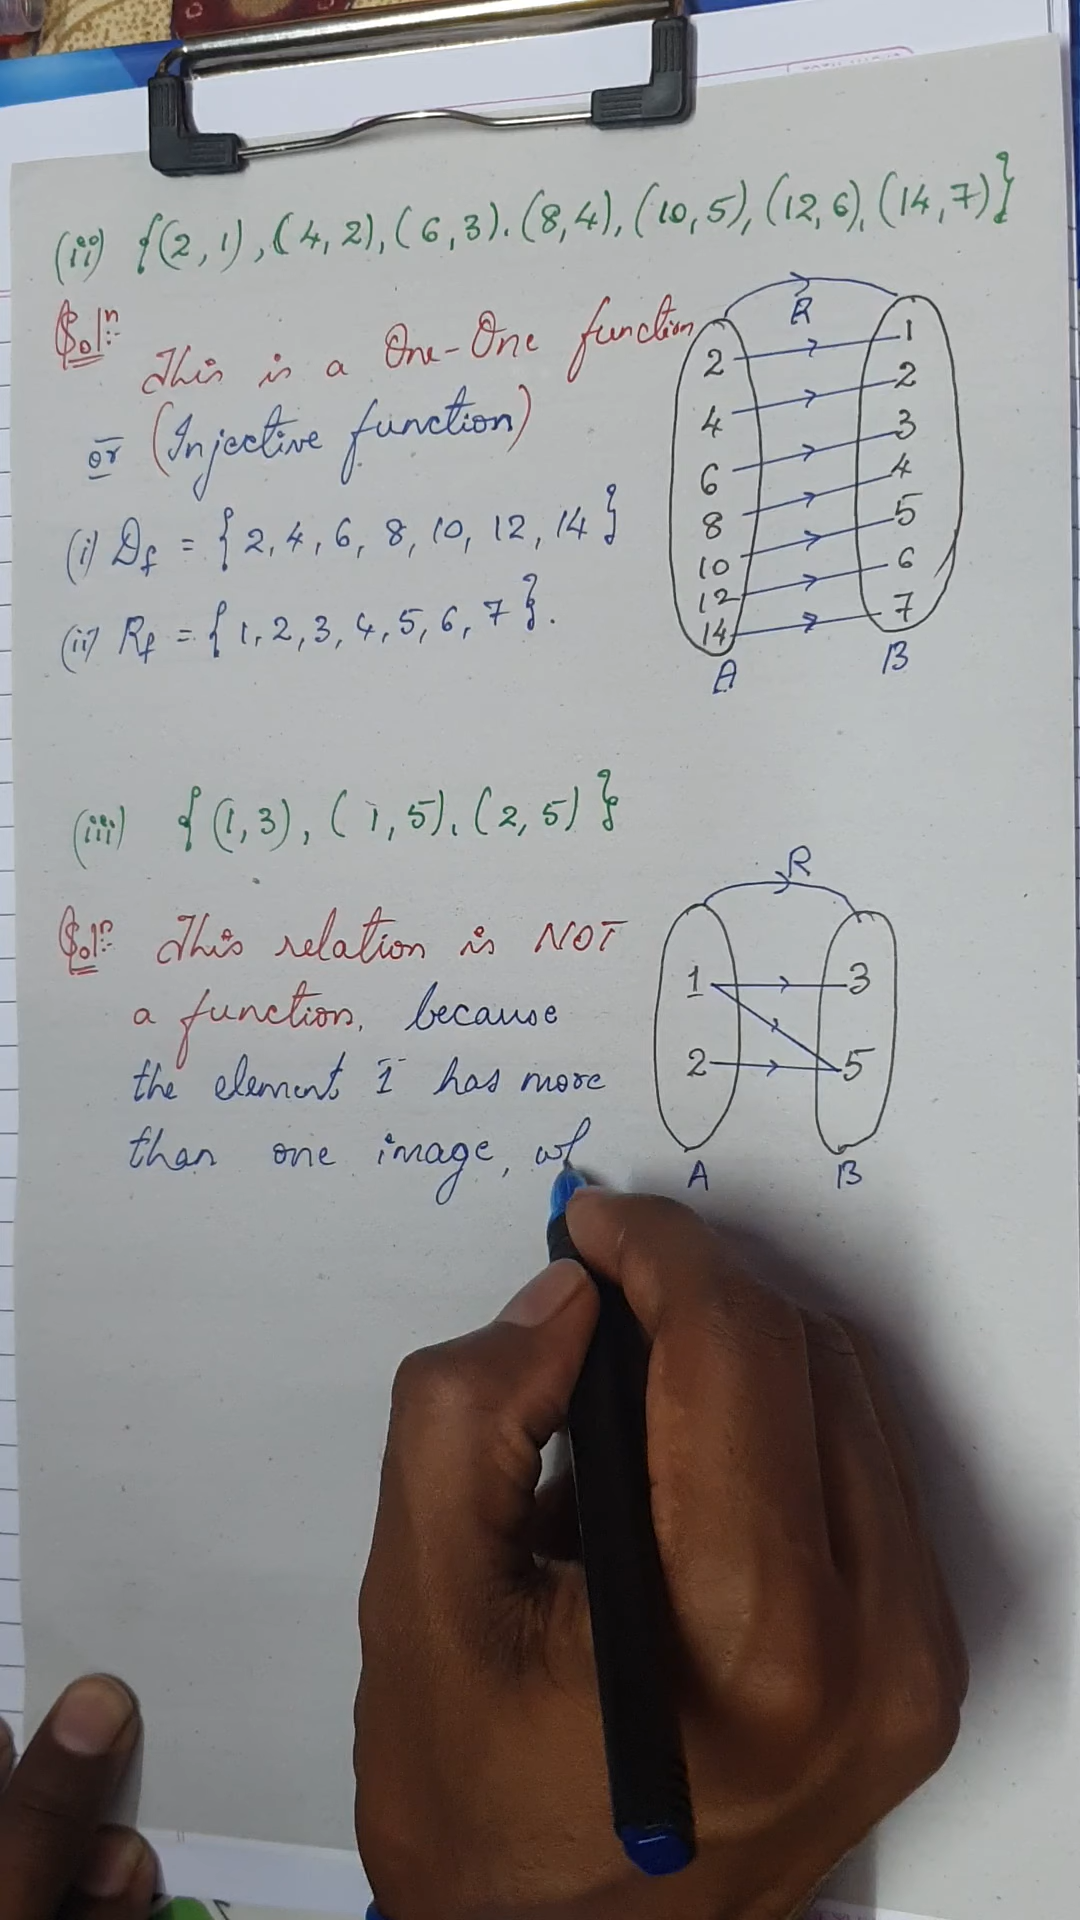 (ii) {(2,1),(4,2),(6,3).(8,4),(10,5),(12,6),(14,7)}
Solⁿ:- This is a One-One function
or (Injective function)
(i) Df = {2,4,6,8,10,12,14}
(ii) Rf = {1,2,3,4,5,6,7}.
R
2 1
4 2
6 3
8 4
10 5
12 6
14 7
A B
(iii) {(1,3),(1,5),(2,5)}
Solⁿ:- This relation is NOT
a function, because
the element 1 has more
than one image, wh
R
1 3
2 5
A B